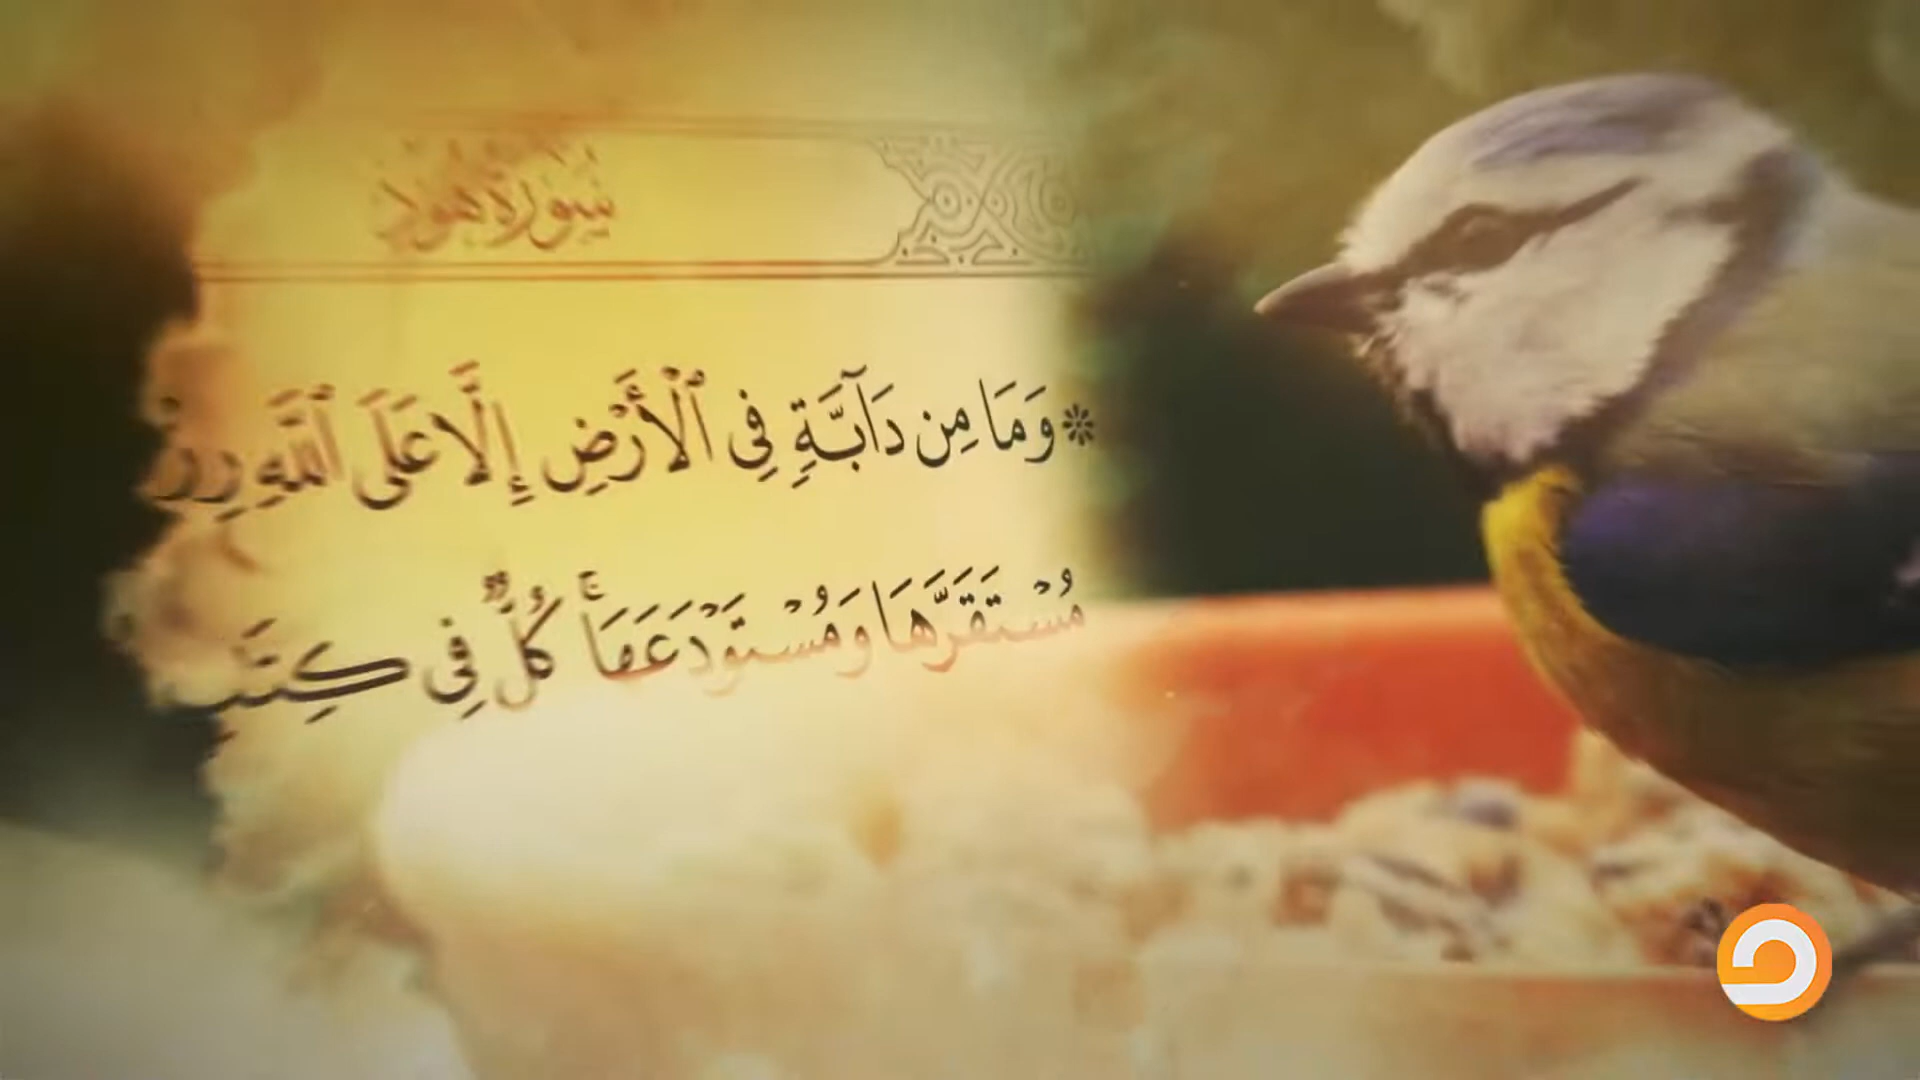 سورة هود
۞ وَمَا مِن دَآبَّةٍ فِي ٱلْأَرْضِ إِلَّا عَلَى ٱللَّهِ
مُسْتَقَرَّهَا وَمُسْتَوْدَعَهَاۚ كُلٌّ فِي كِتَٰبٍ